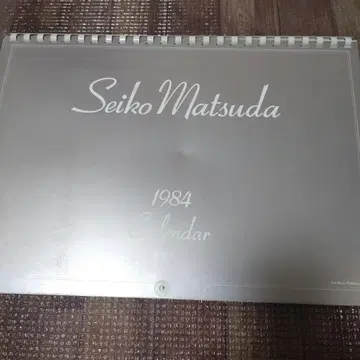 Seiko Matsuda
1984
Calendar